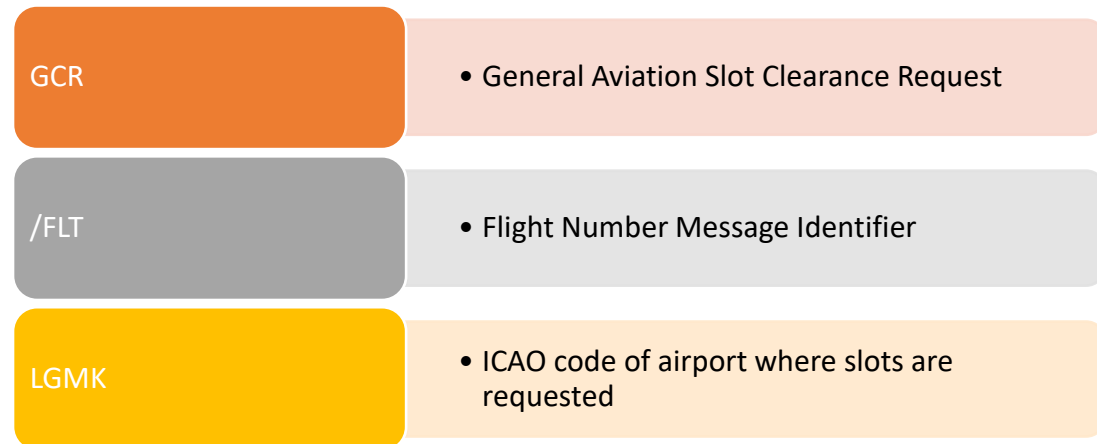 GCR
• General Aviation Slot Clearance Request
/FLT
• Flight Number Message Identifier
LGMK
• ICAO code of airport where slots are
requested